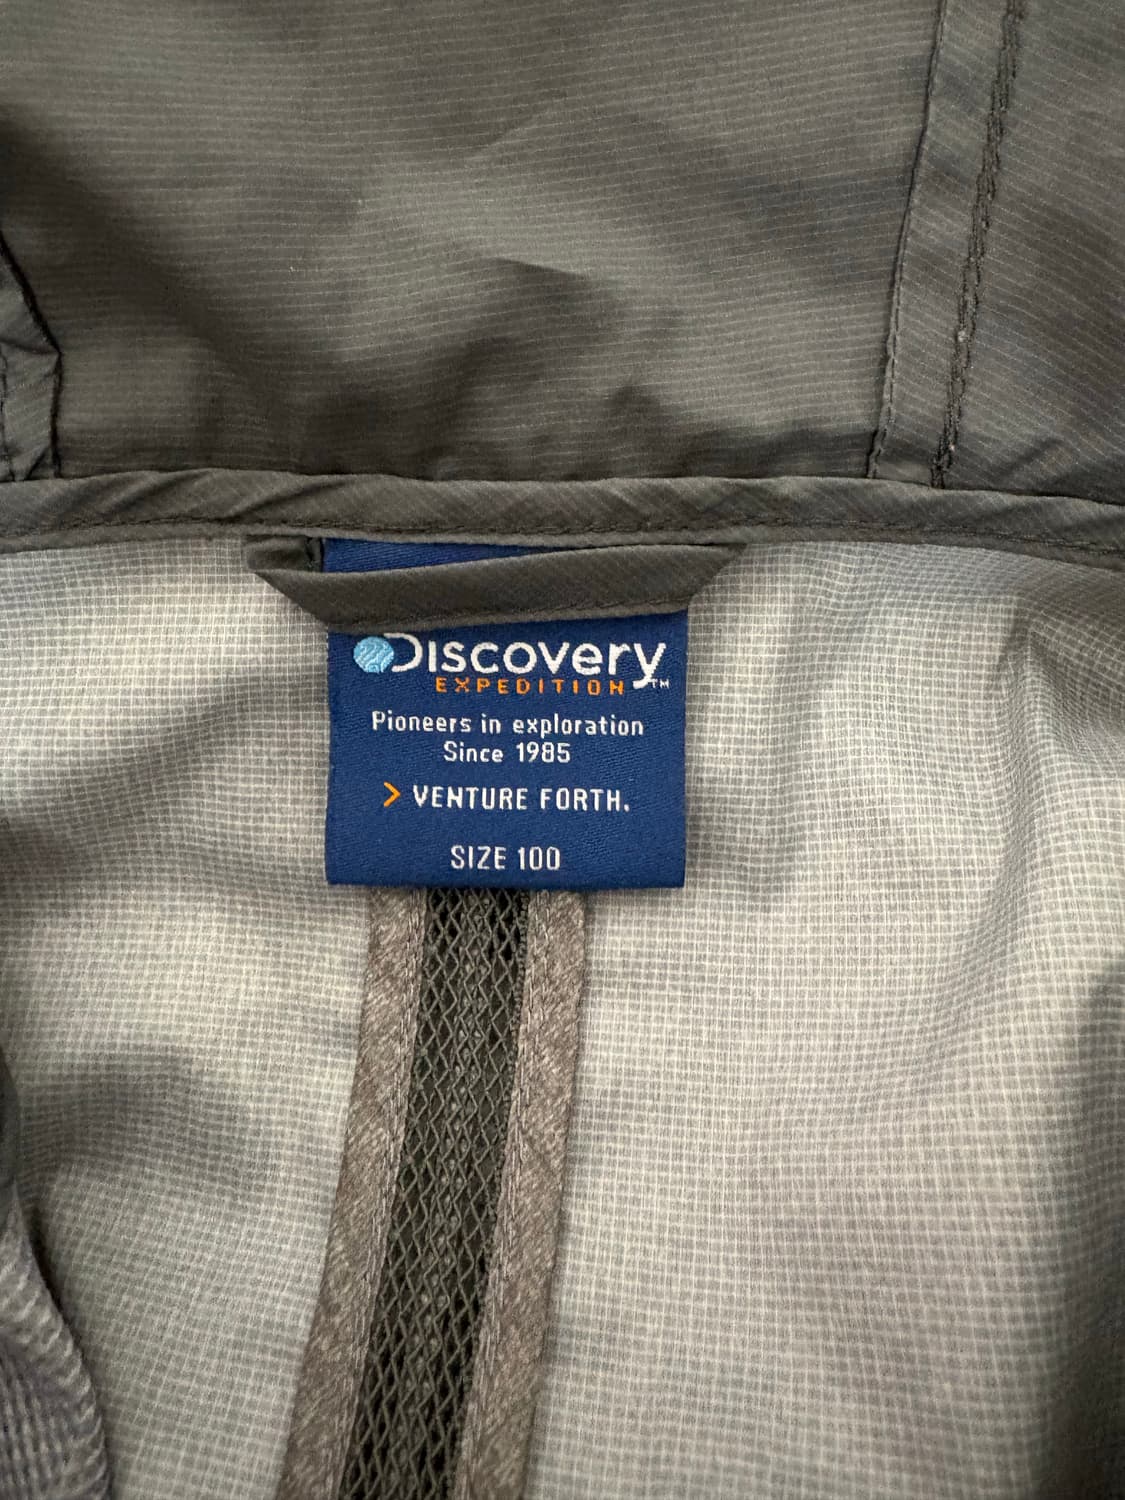 Discovery
EXPEDITION™
Pioneers in exploration
Since 1985
> VENTURE FORTH.
SIZE 100